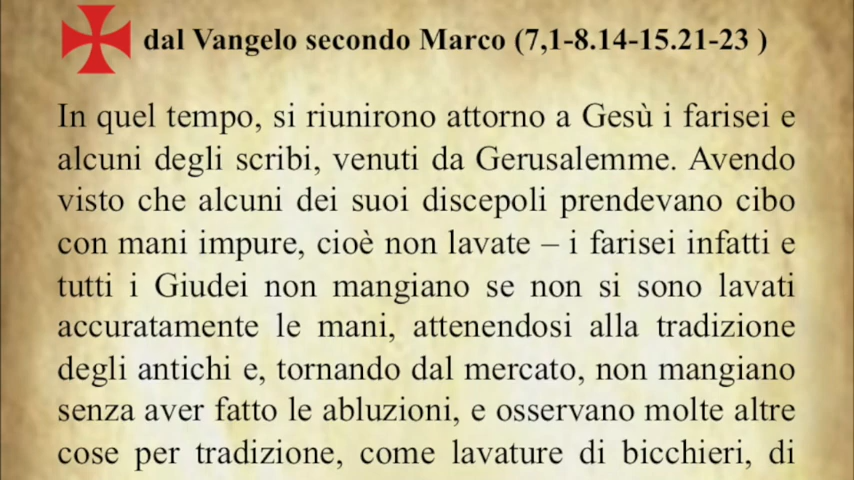 dal Vangelo secondo Marco (7,1-8.14-15.21-23 )
In quel tempo, si riunirono attorno a Gesù i farisei e
alcuni degli scribi, venuti da Gerusalemme. Avendo
visto che alcuni dei suoi discepoli prendevano cibo
con mani impure, cioè non lavate – i farisei infatti e
tutti i Giudei non mangiano se non si sono lavati
accuratamente le mani, attenendosi alla tradizione
degli antichi e, tornando dal mercato, non mangiano
senza aver fatto le abluzioni, e osservano molte altre
cose per tradizione, come lavature di bicchieri, di